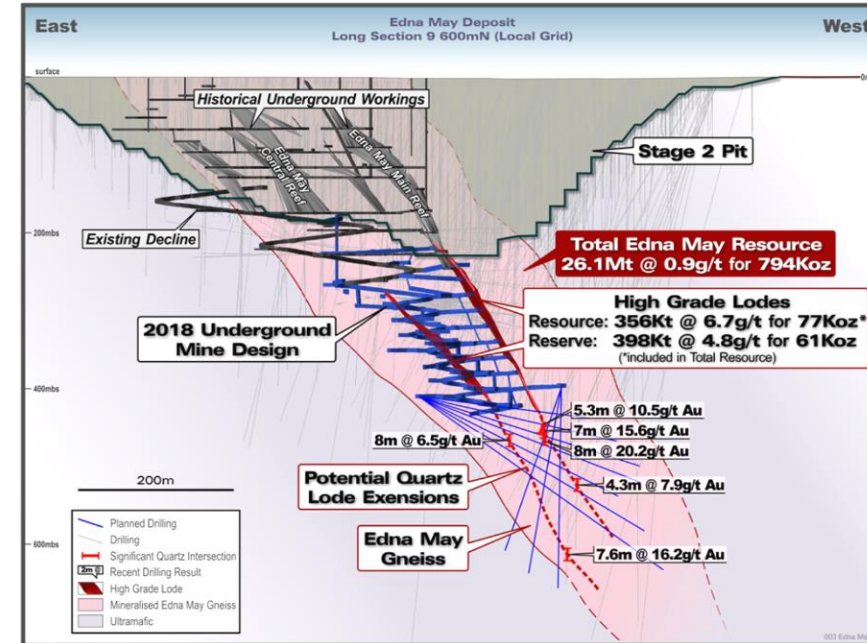 East
Edna May Deposit
Long Section 9 600mN (Local Grid)
West
surface
Historical Underground Workings
Edna May
Central Reef
Edna May Main Reef
Stage 2 Pit
200mbs
Existing Decline
Total Edna May Resource
26.1Mt @ 0.9g/t for 794Koz
High Grade Lodes
Resource: 356Kt @ 6.7g/t for 77Koz*
Reserve: 398Kt @ 4.8g/t for 61Koz
(*included in Total Resource)
2018 Underground
Mine Design
400mbs
5.3m @ 10.5g/t Au
7m @ 15.6g/t Au
8m @ 20.2g/t Au
8m @ 6.5g/t Au
4.3m @ 7.9g/t Au
Potential Quartz
Lode Exensions
200m
Edna May
Gneiss
7.6m @ 16.2g/t Au
600mbs
Planned Drilling
Drilling
Significant Quartz Intersection
2m @
Recent Drilling Result
High Grade Lode
Mineralised Edna May Gneiss
Ultramafic
003 Edna